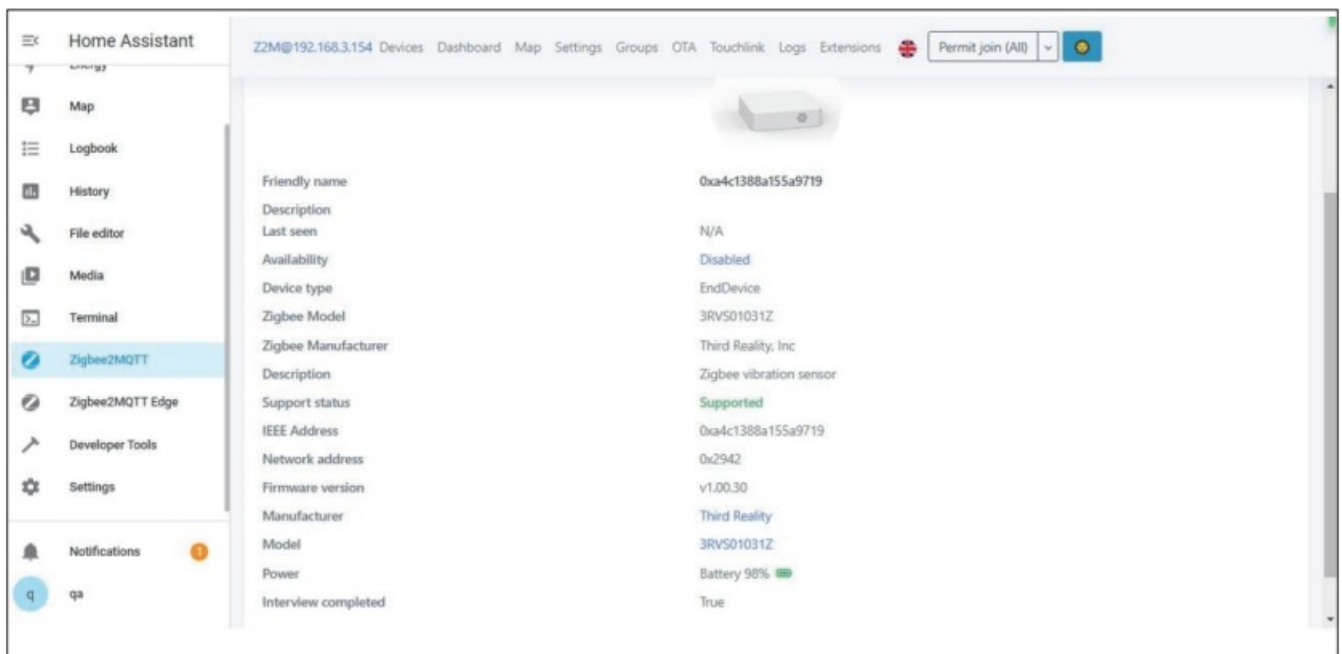 Home Assistant
Energy
Map
Logbook
History
File editor
Media
Terminal
Zigbee2MQTT
Zigbee2MQTT Edge
Developer Tools
Settings
Notifications 1
q qa
Z2M@192.168.3.154 Devices Dashboard Map Settings Groups OTA Touchlink Logs Extensions Permit join (All)
Friendly name 0xa4c1388a155a9719
Description
Last seen N/A
Availability Disabled
Device type EndDevice
Zigbee Model 3RVS01031Z
Zigbee Manufacturer Third Reality, Inc
Description Zigbee vibration sensor
Support status Supported
IEEE Address 0xa4c1388a155a9719
Network address 0x2942
Firmware version v1.00.30
Manufacturer Third Reality
Model 3RVS01031Z
Power Battery 98%
Interview completed True